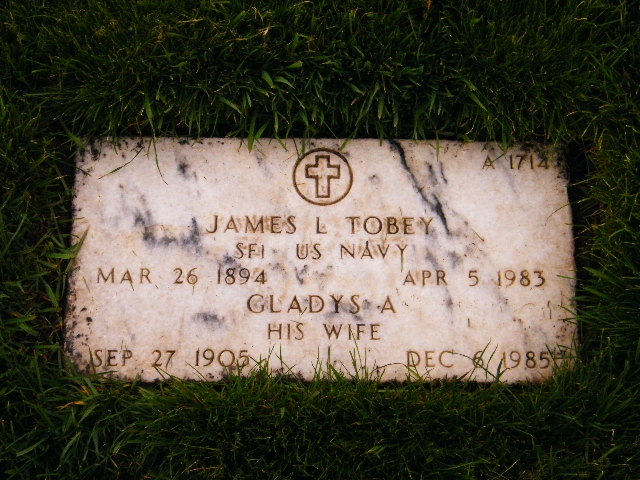 A 1714
JAMES L TOBEY
SF1 US NAVY
MAR 26 1894 APR 5 1983
GLADYS A
HIS WIFE
SEP 27 1905 DEC 6 1985